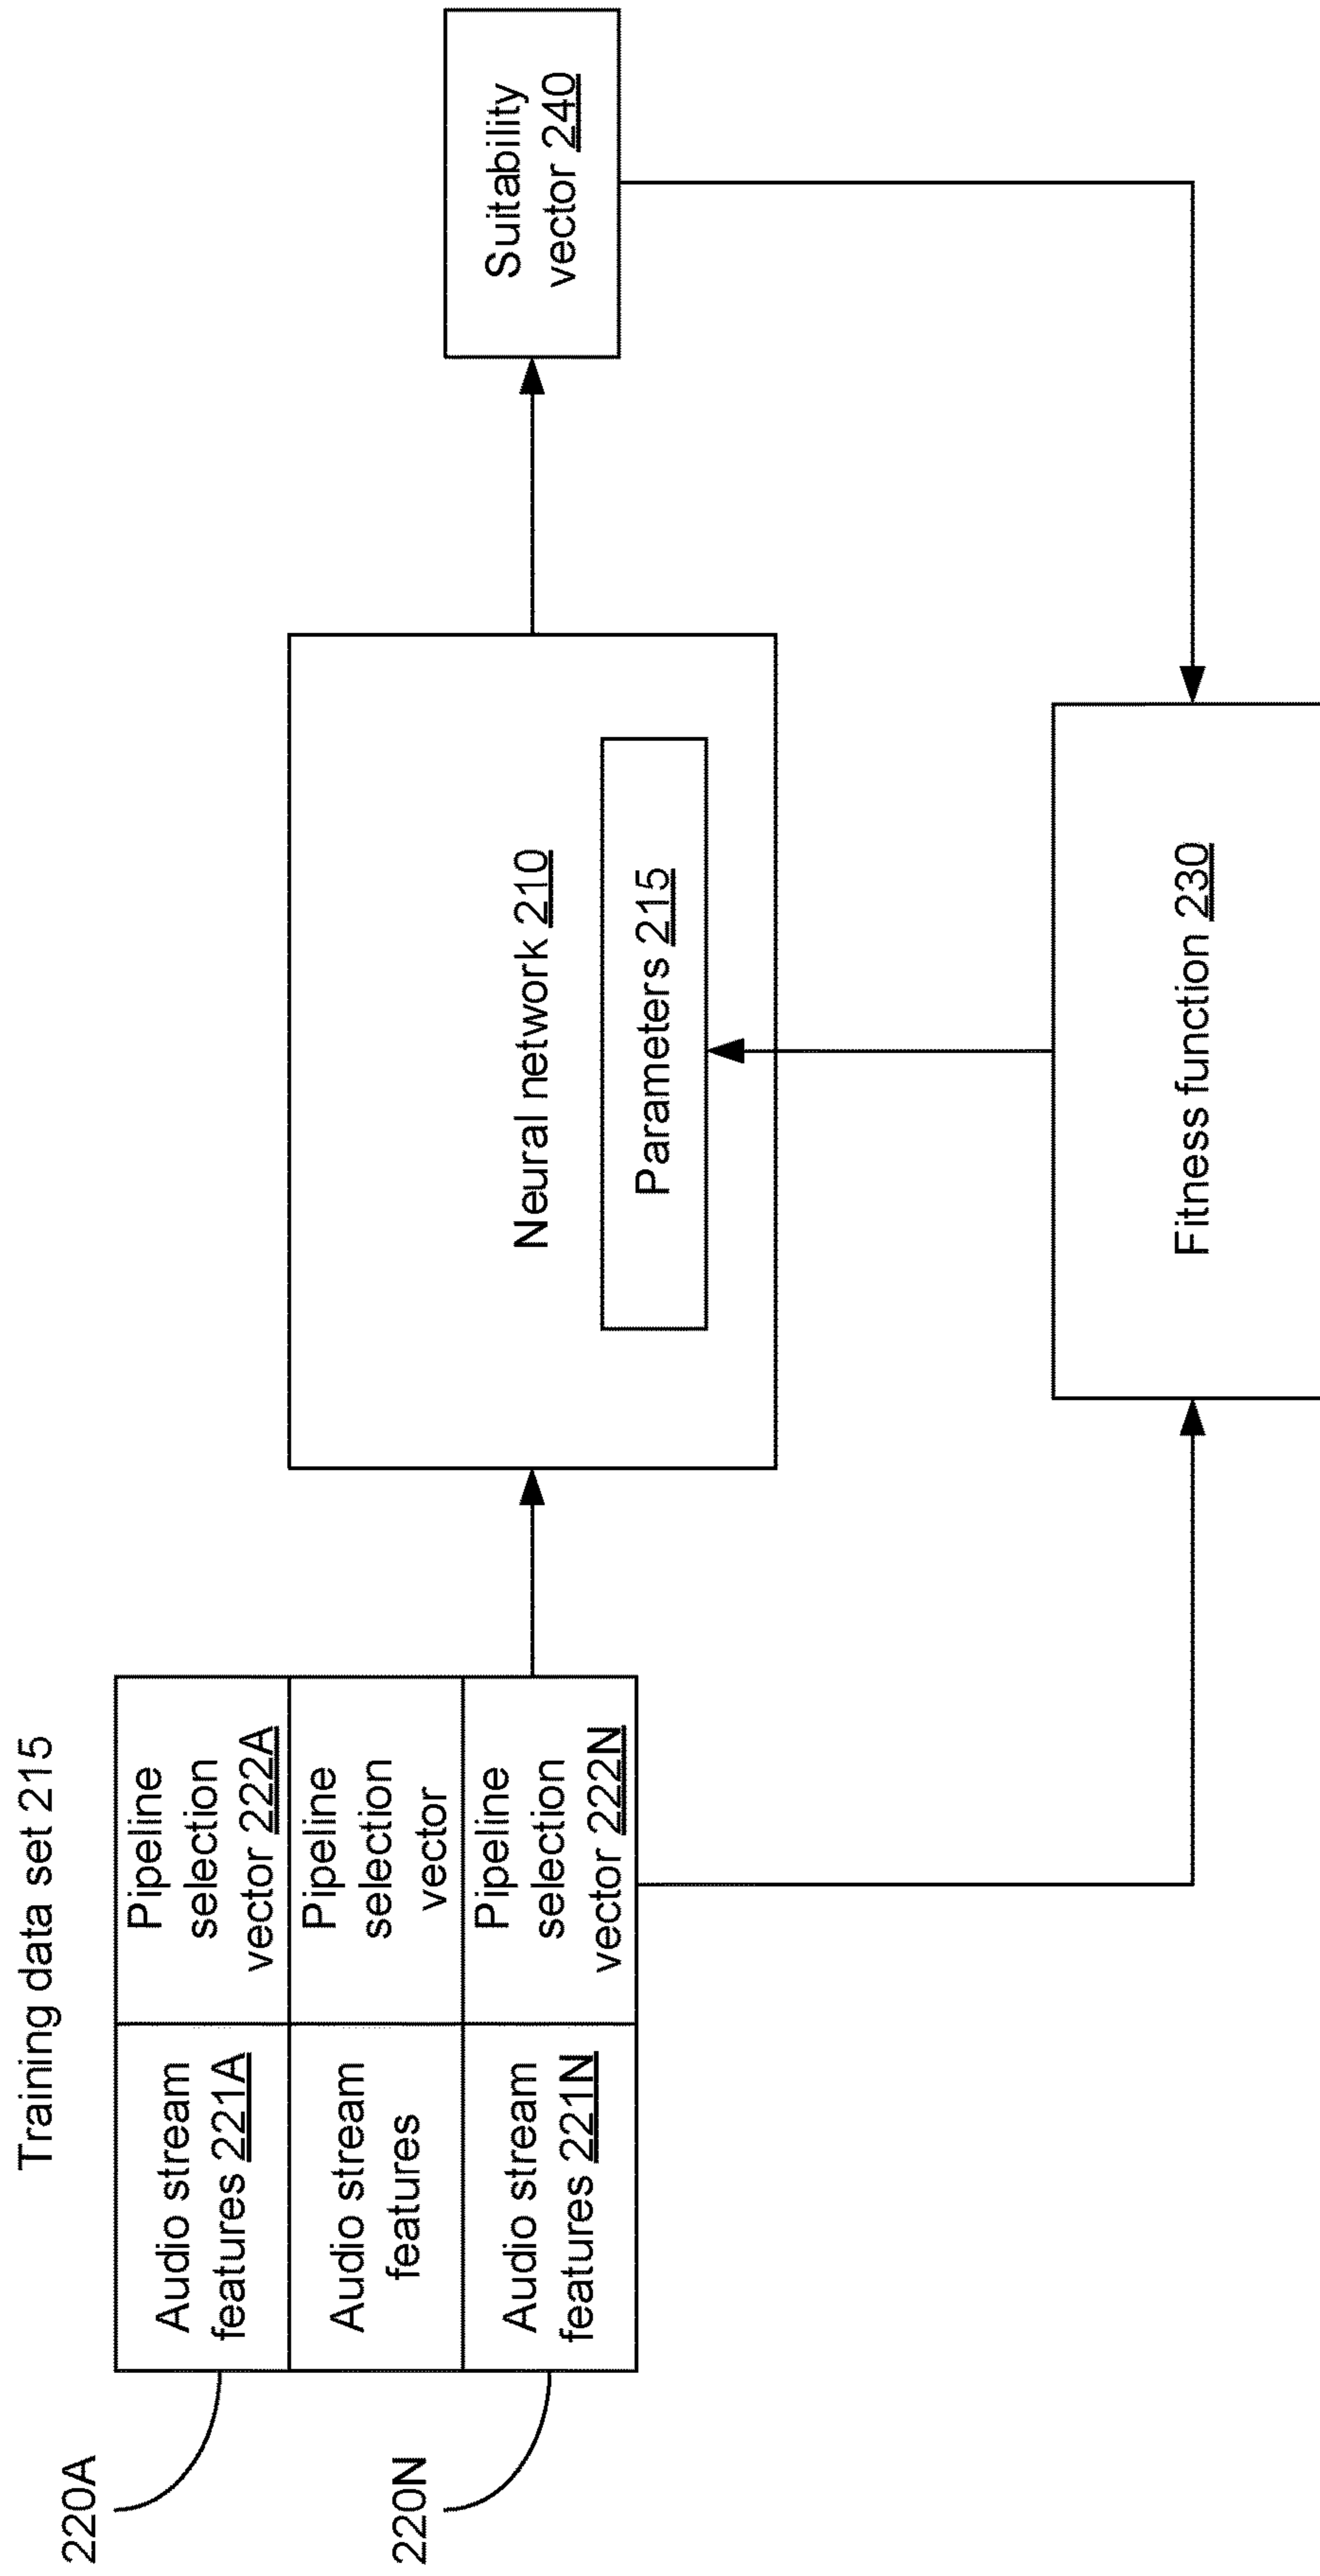 Training data set 215
220A
Audio stream
features 221A
Pipeline
selection
vector 222A
Audio stream
features
Pipeline
selection
vector
220N
Audio stream
features 221N
Pipeline
selection
vector 222N
Neural network 210
Parameters 215
Suitability
vector 240
Fitness function 230